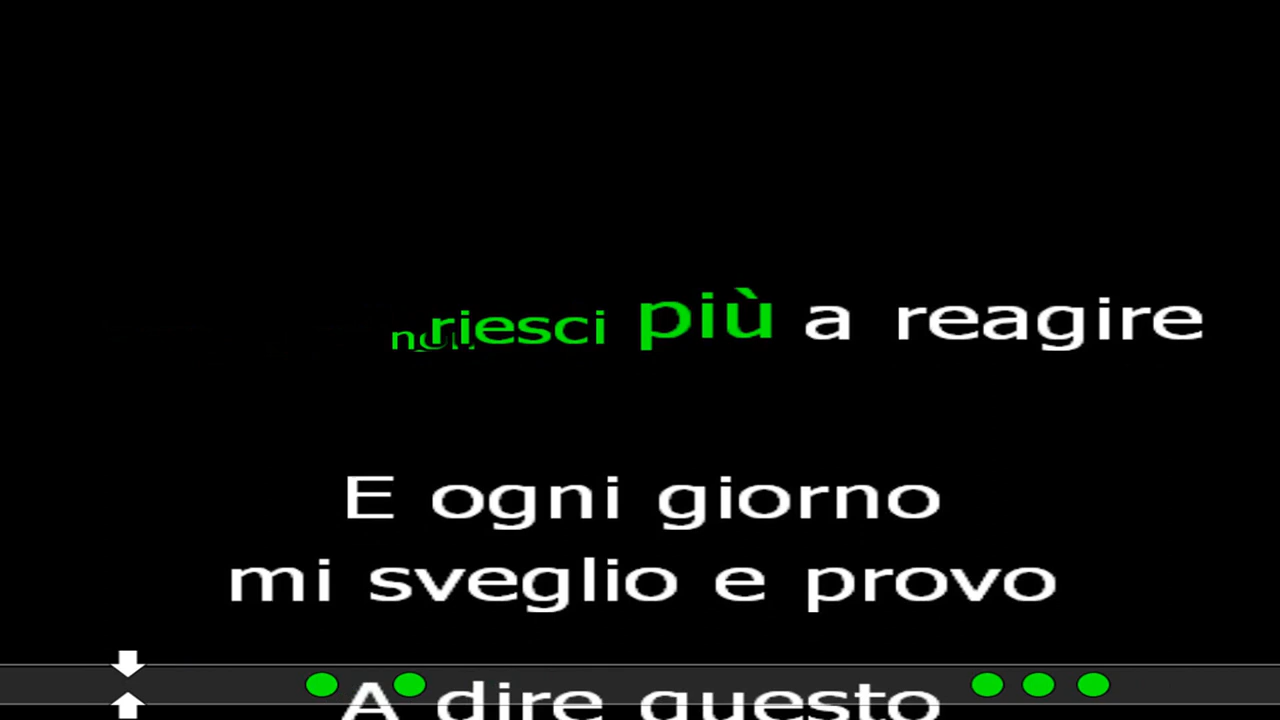 riesci più a reagire
E ogni giorno
mi sveglio e provo
A dire questo